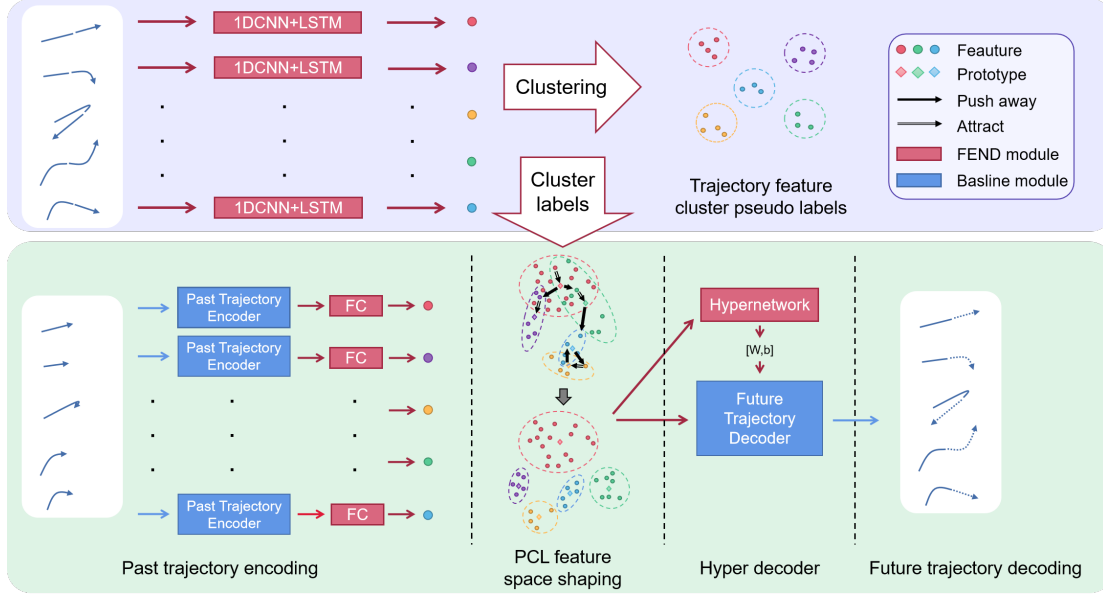 1DCNN+LSTM
1DCNN+LSTM
1DCNN+LSTM
Clustering
Cluster
labels
Trajectory feature
cluster pseudo labels
Feauture
Prototype
Push away
Attract
FEND module
Basline module
Past Trajectory
Encoder
FC
Past Trajectory
Encoder
FC
Past Trajectory
Encoder
FC
Hypernetwork
[W,b]
Future
Trajectory
Decoder
Past trajectory encoding
PCL feature
space shaping
Hyper decoder
Future trajectory decoding